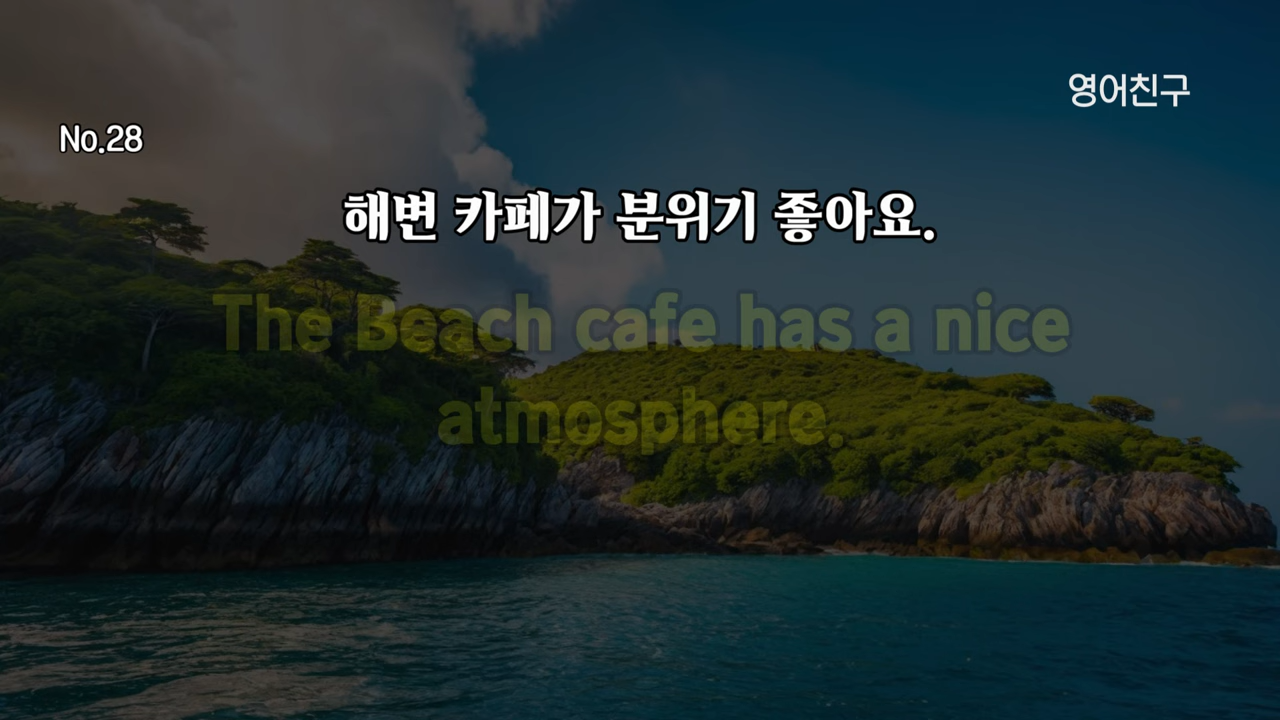 영어친구
No.28
해변 카페가 분위기 좋아요.
The Beach cafe has a nice
atmosphere.